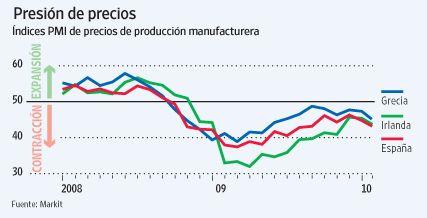 Presión de precios
Índices PMI de precios de producción manufacturera
EXPANSIÓN
CONTRACCIÓN
60
50
40
30
Grecia
Irlanda
España
2008
09
10
Fuente: Markit